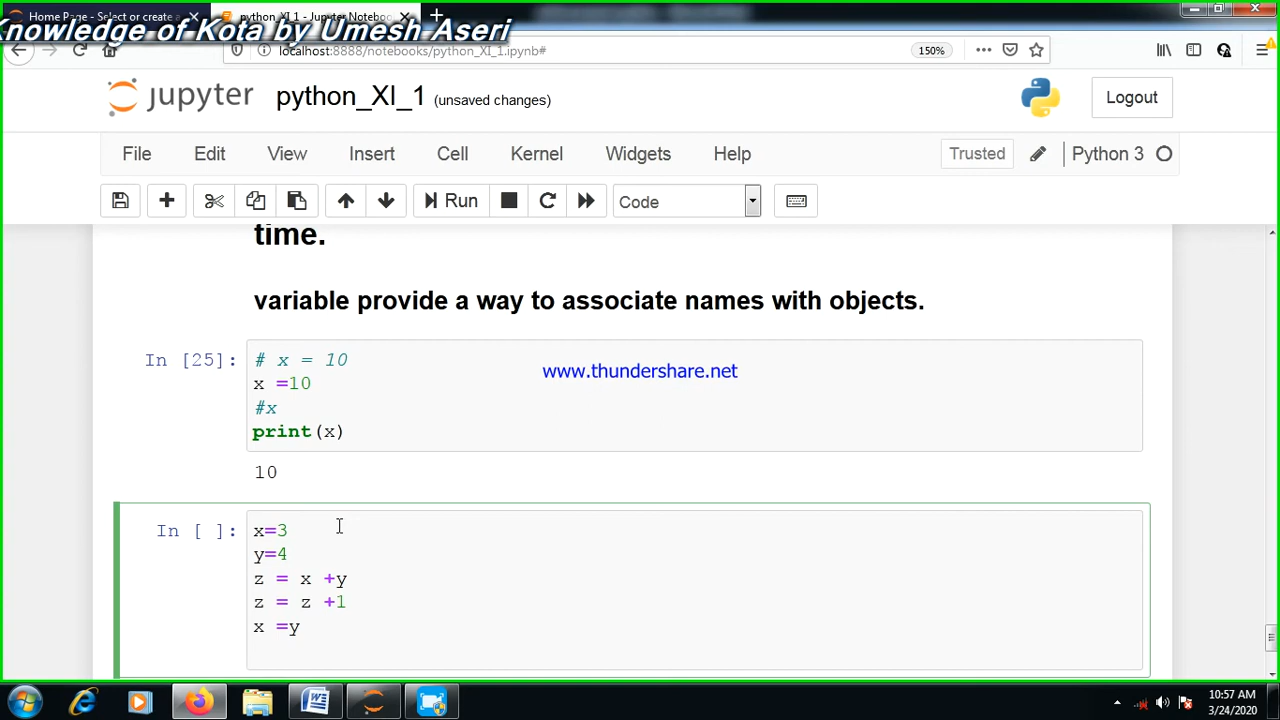 Home Page - Select or create a
python_XI_1 - Jupyter Noteboo
Knowledge of Kota by Umesh Aseri
localhost:8888/notebooks/python_XI_1.ipynb#
150%
jupyter
python_XI_1 (unsaved changes)
Logout
File Edit View Insert Cell Kernel Widgets Help
Trusted
Python 3
Run
Code
time.
variable provide a way to associate names with objects.
In [25]:
# x = 10
x =10
#x
print(x)
www.thundershare.net
10
In [ ]:
x=3
y=4
z = x +y
z = z +1
x =y
10:57 AM
3/24/2020